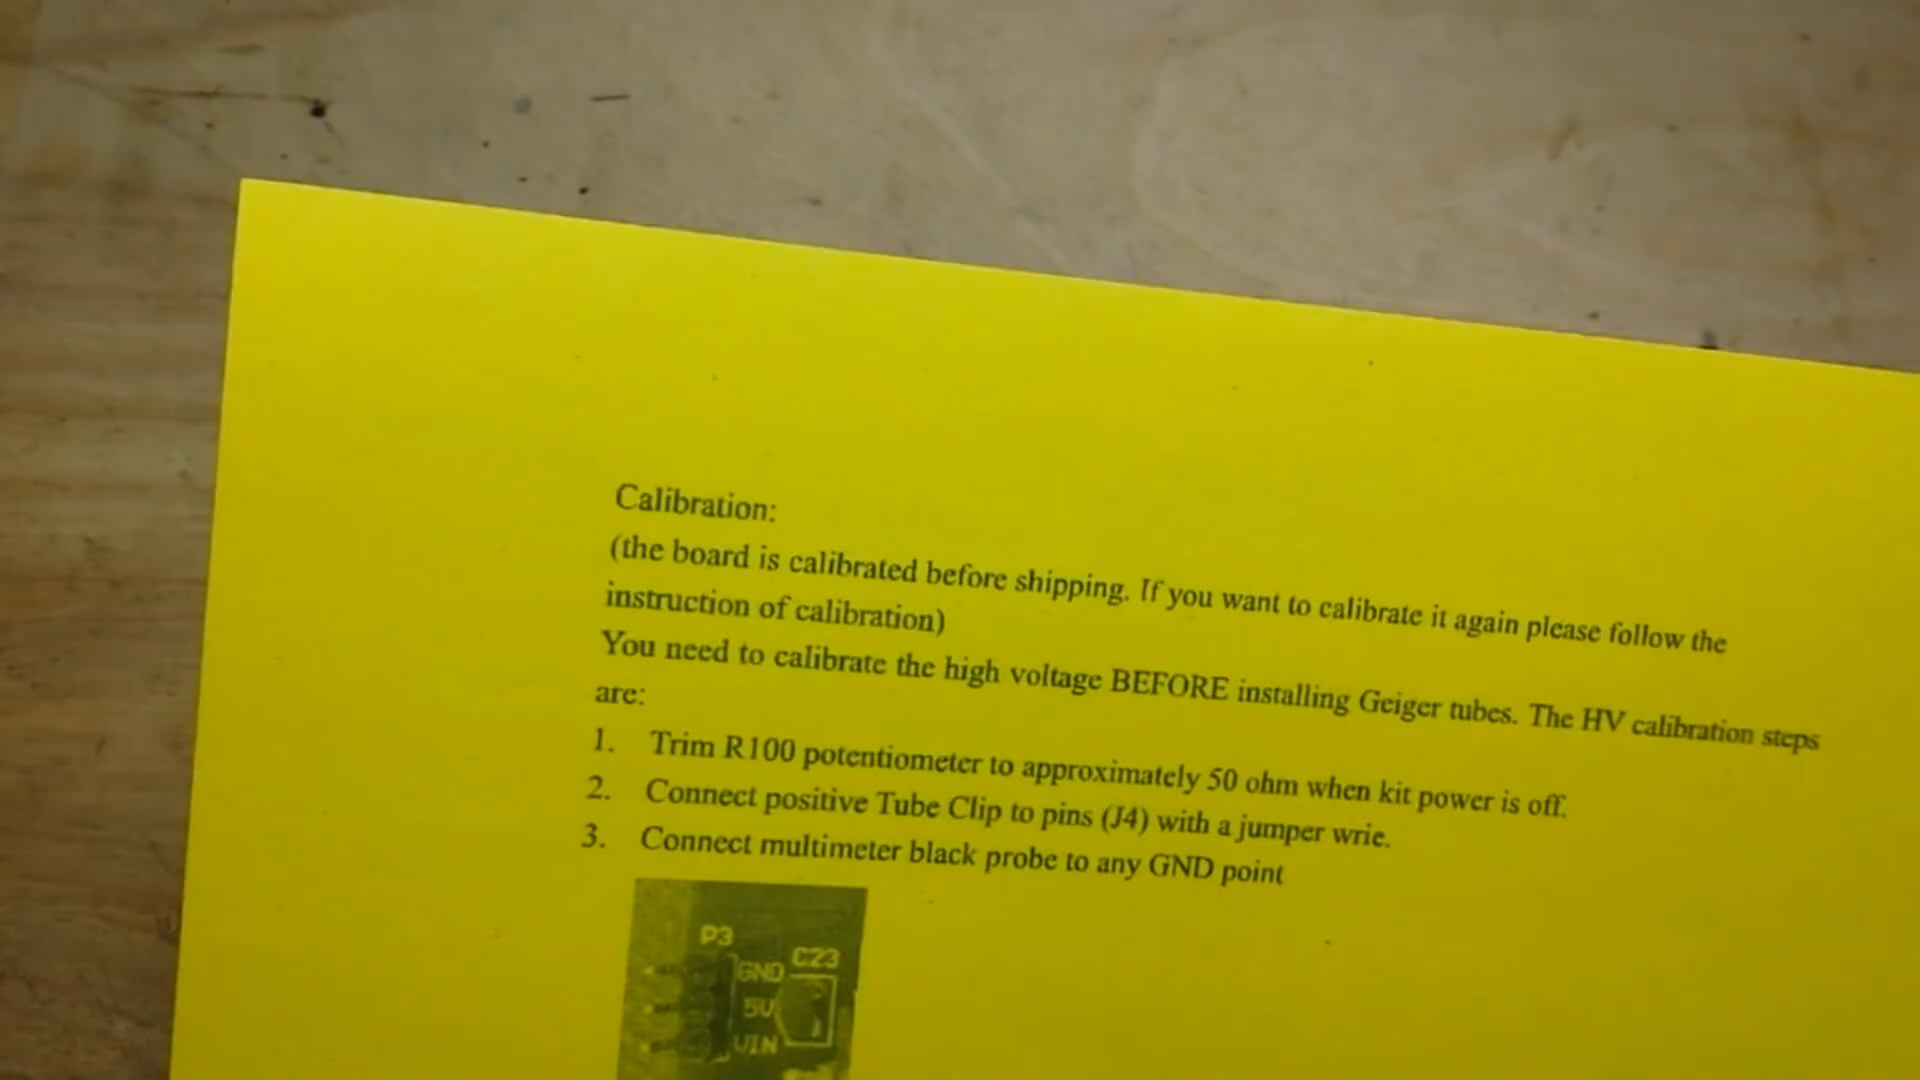 Calibration:
(the board is calibrated before shipping. If you want to calibrate it again please follow the
instruction of calibration)
You need to calibrate the high voltage BEFORE installing Geiger tubes. The HV calibration steps
are:
1. Trim R100 potentiometer to approximately 50 ohm when kit power is off.
2. Connect positive Tube Clip to pins (J4) with a jumper wrie.
3. Connect multimeter black probe to any GND point
P3
C23
GND
5V
VIN